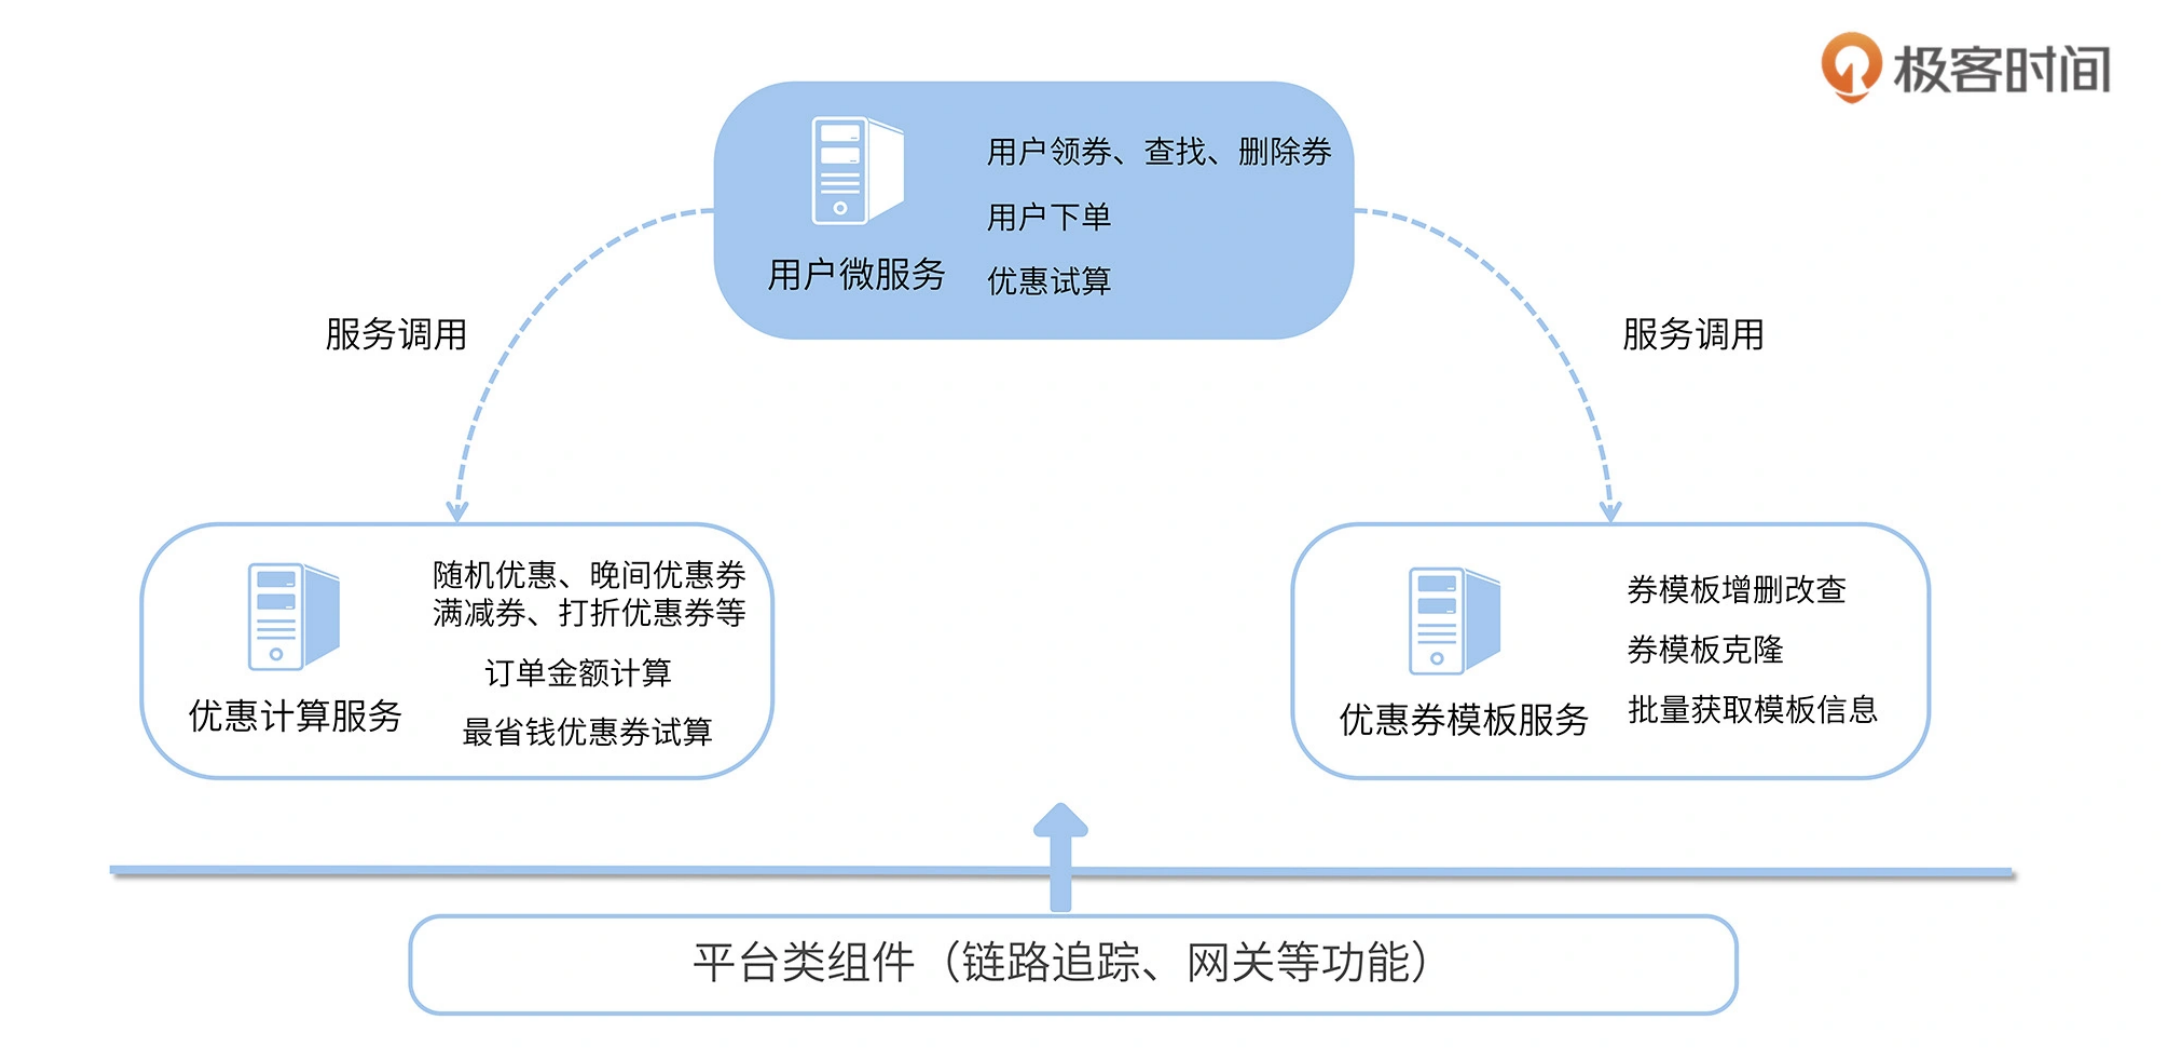 极客时间
用户领券、查找、删除券
用户下单
用户微服务
优惠试算
服务调用
服务调用
随机优惠、晚间优惠券
满减券、打折优惠券等
订单金额计算
优惠计算服务
最省钱优惠券试算
券模板增删改查
券模板克隆
优惠券模板服务
批量获取模板信息
平台类组件（链路追踪、网关等功能）